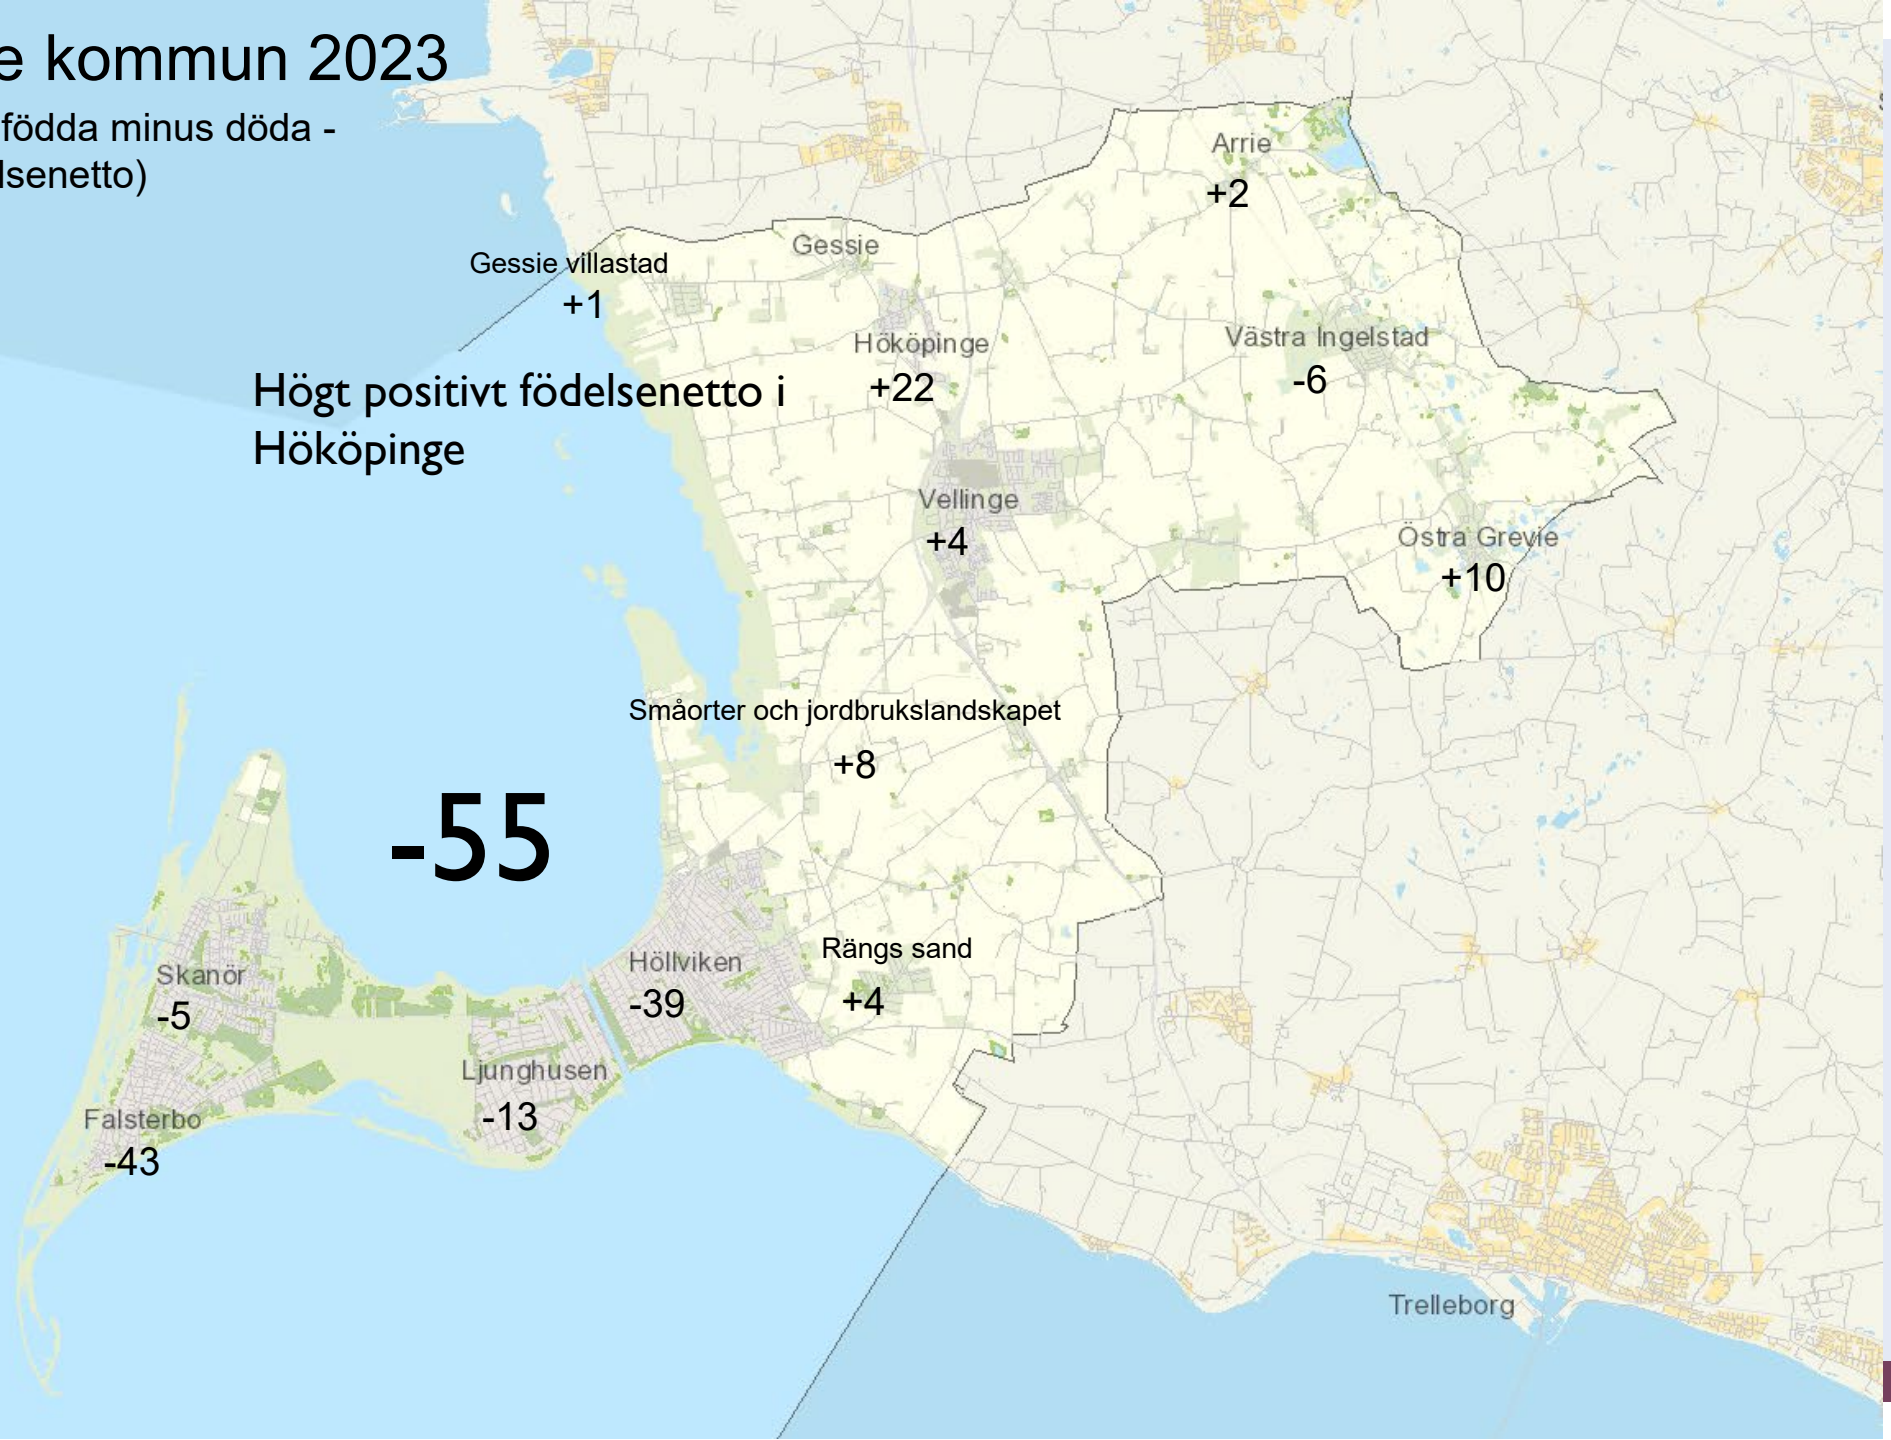 e kommun 2023
födda minus döda -
lsenetto)
Arrie
+2
Gessie
Gessie villastad
+1
Hököpinge
+22
Västra Ingelstad
-6
Högt positivt födelsenetto i
Hököpinge
Vellinge
+4
Östra Grevie
+10
Småorter och jordbrukslandskapet
+8
-55
Rängs sand
+4
Höllviken
-39
Skanör
-5
Ljunghusen
-13
Falsterbo
-43
Trelleborg